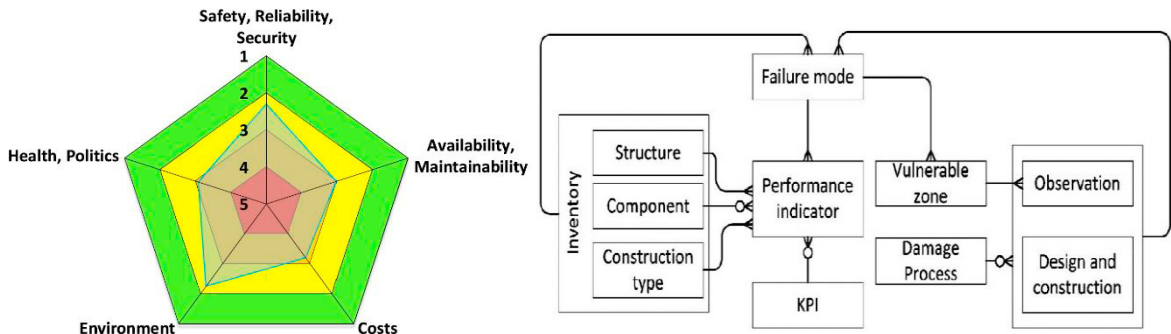 Safety, Reliability,
Security
1
2
3
4
5
Health, Politics
Availability,
Maintainability
Environment
Costs
Failure mode
Inventory
Structure
Component
Construction
type
Performance
indicator
KPI
Vulnerable
zone
Damage
Process
Observation
Design and
construction